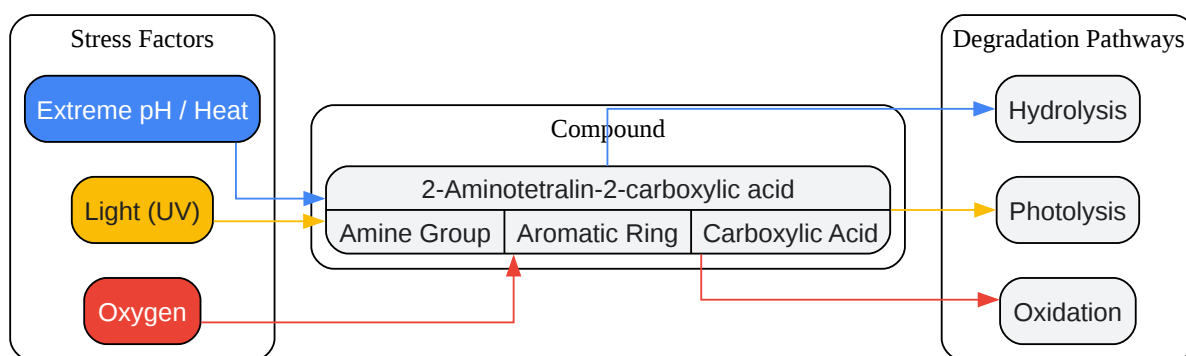 Stress Factors
Extreme pH / Heat
Light (UV)
Oxygen
Compound
2-Aminotetralin-2-carboxylic acid
Amine Group
Aromatic Ring
Carboxylic Acid
Degradation Pathways
Hydrolysis
Photolysis
Oxidation